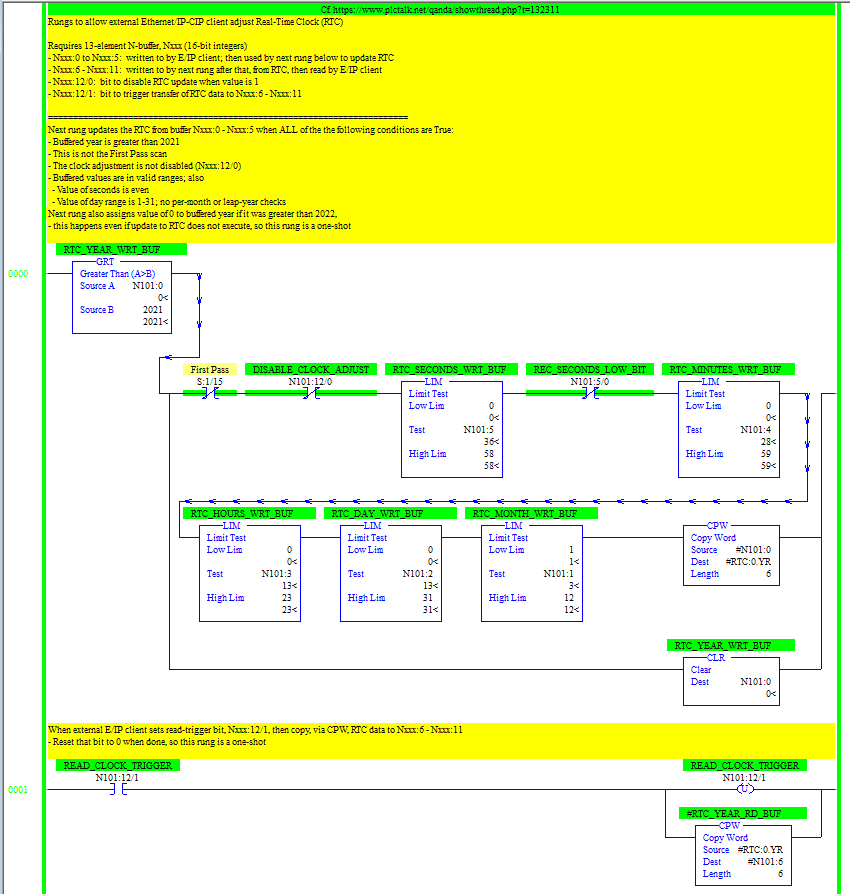 Cf https://www.plctalk.net/qanda/showthread.php?t=132311
Rungs to allow external Ethernet/IP-CIP client adjust Real-Time Clock (RTC)
Requires 13-element N-buffer, Nxxx (16-bit integers)
- Nxxx:0 to Nxxx:5: written to by E/IP client; then used by next rung below to update RTC
- Nxxx:6 - Nxxx:11: written to by next rung after that, from RTC, then read by E/IP client
- Nxxx:12/0: bit to disable RTC update when value is 1
- Nxxx:12/1: bit to trigger transfer of RTC data to Nxxx:6 - Nxxx:11
========================================================================
Next rung updates the RTC from buffer Nxxx:0 - Nxxx:5 when ALL of the the following conditions are True:
- Buffered year is greater than 2021
- This is not the First Pass scan
- The clock adjustment is not disabled (Nxxx:12/0)
- Buffered values are in valid ranges; also
- Value of seconds is even
- Value of day range is 1-31; no per-month or leap-year checks
Next rung also assigns value of 0 to buffered year if it was greater than 2022,
- this happens even if update to RTC does not execute, so this rung is a one-shot
RTC_YEAR_WRT_BUF
GRT
0000
Greater Than (A>B)
Source A N101:0
0<
Source B 2021
2021<
First Pass DISABLE_CLOCK_ADJUST RTC_SECONDS_WRT_BUF REC_SECONDS_LOW_BIT RTC_MINUTES_WRT_BUF
S:1/15 N101:12/0 LIM N101:5/0 LIM
Limit Test Limit Test
Low Lim 0 Low Lim 0
0< 0<
Test N101:5 Test N101:4
36< 28<
High Lim 58 High Lim 59
58< 59<
RTC_HOURS_WRT_BUF RTC_DAY_WRT_BUF RTC_MONTH_WRT_BUF
LIM LIM LIM CPW
Limit Test Limit Test Limit Test Copy Word
Low Lim 0 Low Lim 0 Low Lim 1 Source #N101:0
0< 0< 1< Dest #RTC:0.YR
Test N101:3 Test N101:2 Test N101:1 Length 6
13< 13< 3<
High Lim 23 High Lim 31 High Lim 12
23< 31< 12<
RTC_YEAR_WRT_BUF
CLR
Clear
Dest N101:0
0<
When external E/IP client sets read-trigger bit, Nxxx:12/1, then copy, via CPW, RTC data to Nxxx:6 - Nxxx:11
- Reset that bit to 0 when done, so this rung is a one-shot
READ_CLOCK_TRIGGER READ_CLOCK_TRIGGER
N101:12/1 N101:12/1
0001 U
#RTC_YEAR_RD_BUF
CPW
Copy Word
Source #RTC:0.YR
Dest #N101:6
Length 6